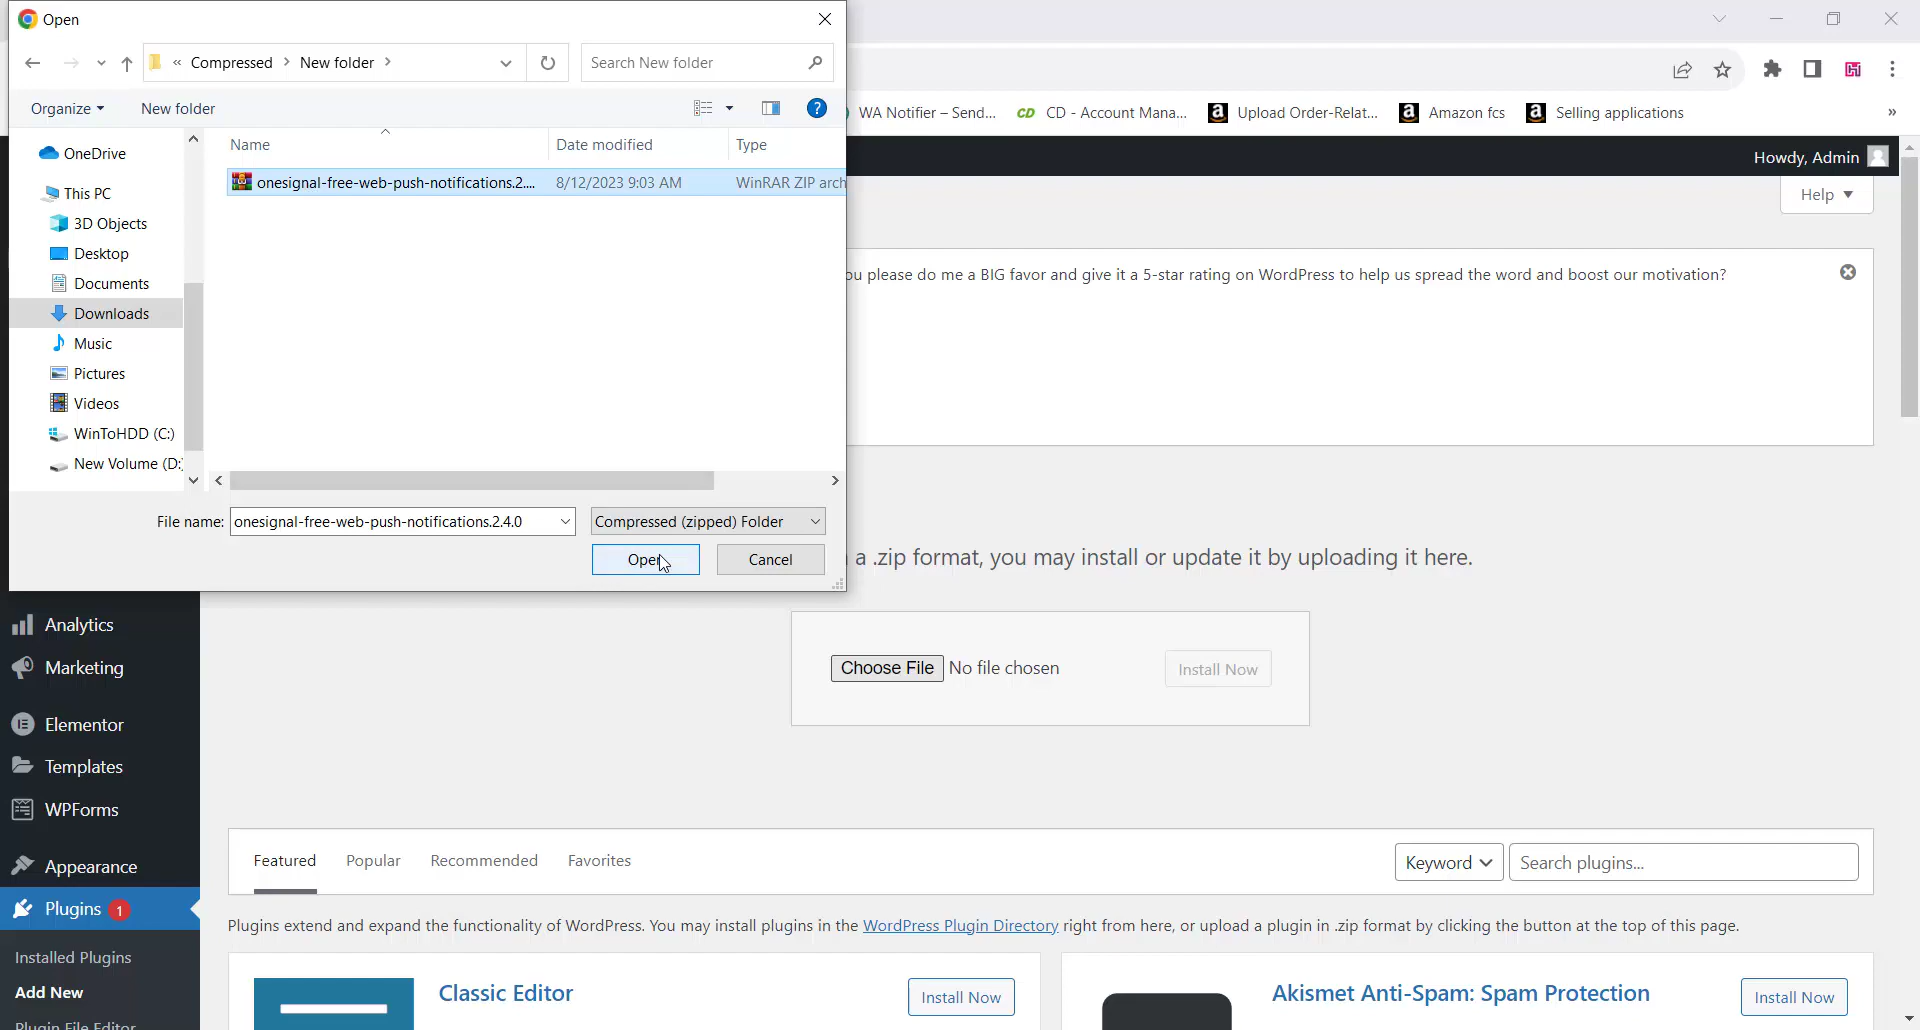 Open
« Compressed > New folder >
Search New folder
Organize
New folder
?
OneDrive
This PC
3D Objects
Desktop
Documents
Downloads
Music
Pictures
Videos
WinToHDD (C:)
New Volume (D:
Name
Date modified
Type
onesignal-free-web-push-notifications.2....
8/12/2023 9:03 AM
WinRAR ZIP arch
File name:
onesignal-free-web-push-notifications.2.4.0
Compressed (zipped) Folder
Open
Cancel
WA Notifier – Send...
CD CD - Account Mana...
a Upload Order-Relat...
a Amazon fcs
a Selling applications
»
Howdy, Admin
Help
ou please do me a BIG favor and give it a 5-star rating on WordPress to help us spread the word and boost our motivation?
a .zip format, you may install or update it by uploading it here.
Choose File No file chosen
Install Now
Analytics
Marketing
Elementor
Templates
WPForms
Appearance
Plugins 1
Installed Plugins
Add New
Plugin File Editor
Featured
Popular
Recommended
Favorites
Keyword
Search plugins...
Plugins extend and expand the functionality of WordPress. You may install plugins in the WordPress Plugin Directory right from here, or upload a plugin in .zip format by clicking the button at the top of this page.
Classic Editor
Install Now
Akismet Anti-Spam: Spam Protection
Install Now